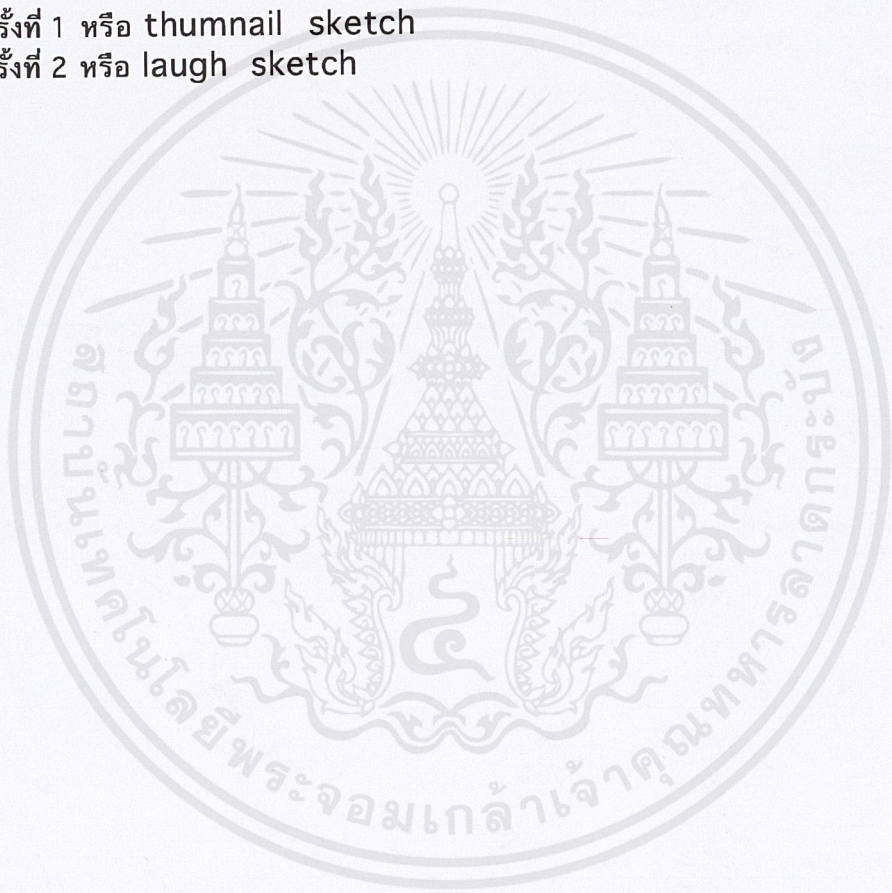 รั้งที่ 1 หรือ thumnail sketch
รั้งที่ 2 หรือ laugh sketch
สถาบันเทคโนโลยีพระจอมเกล้าเจ้าคุณทหารลาดกระบัง
๔